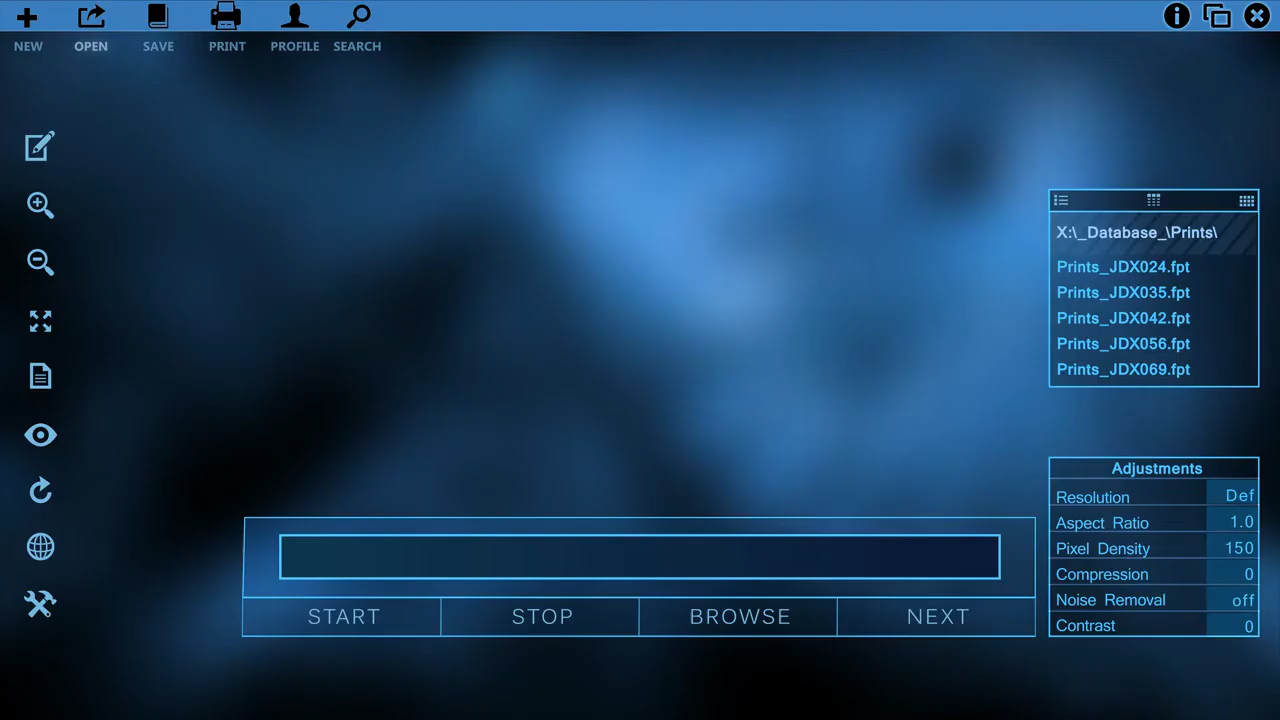 NEW OPEN SAVE PRINT PROFILE SEARCH
X:\_Database_\Prints\
Prints_JDX024.fpt
Prints_JDX035.fpt
Prints_JDX042.fpt
Prints_JDX056.fpt
Prints_JDX069.fpt
Adjustments
Resolution Def
Aspect Ratio 1.0
Pixel Density 150
Compression 0
Noise Removal off
Contrast 0
START STOP BROWSE NEXT